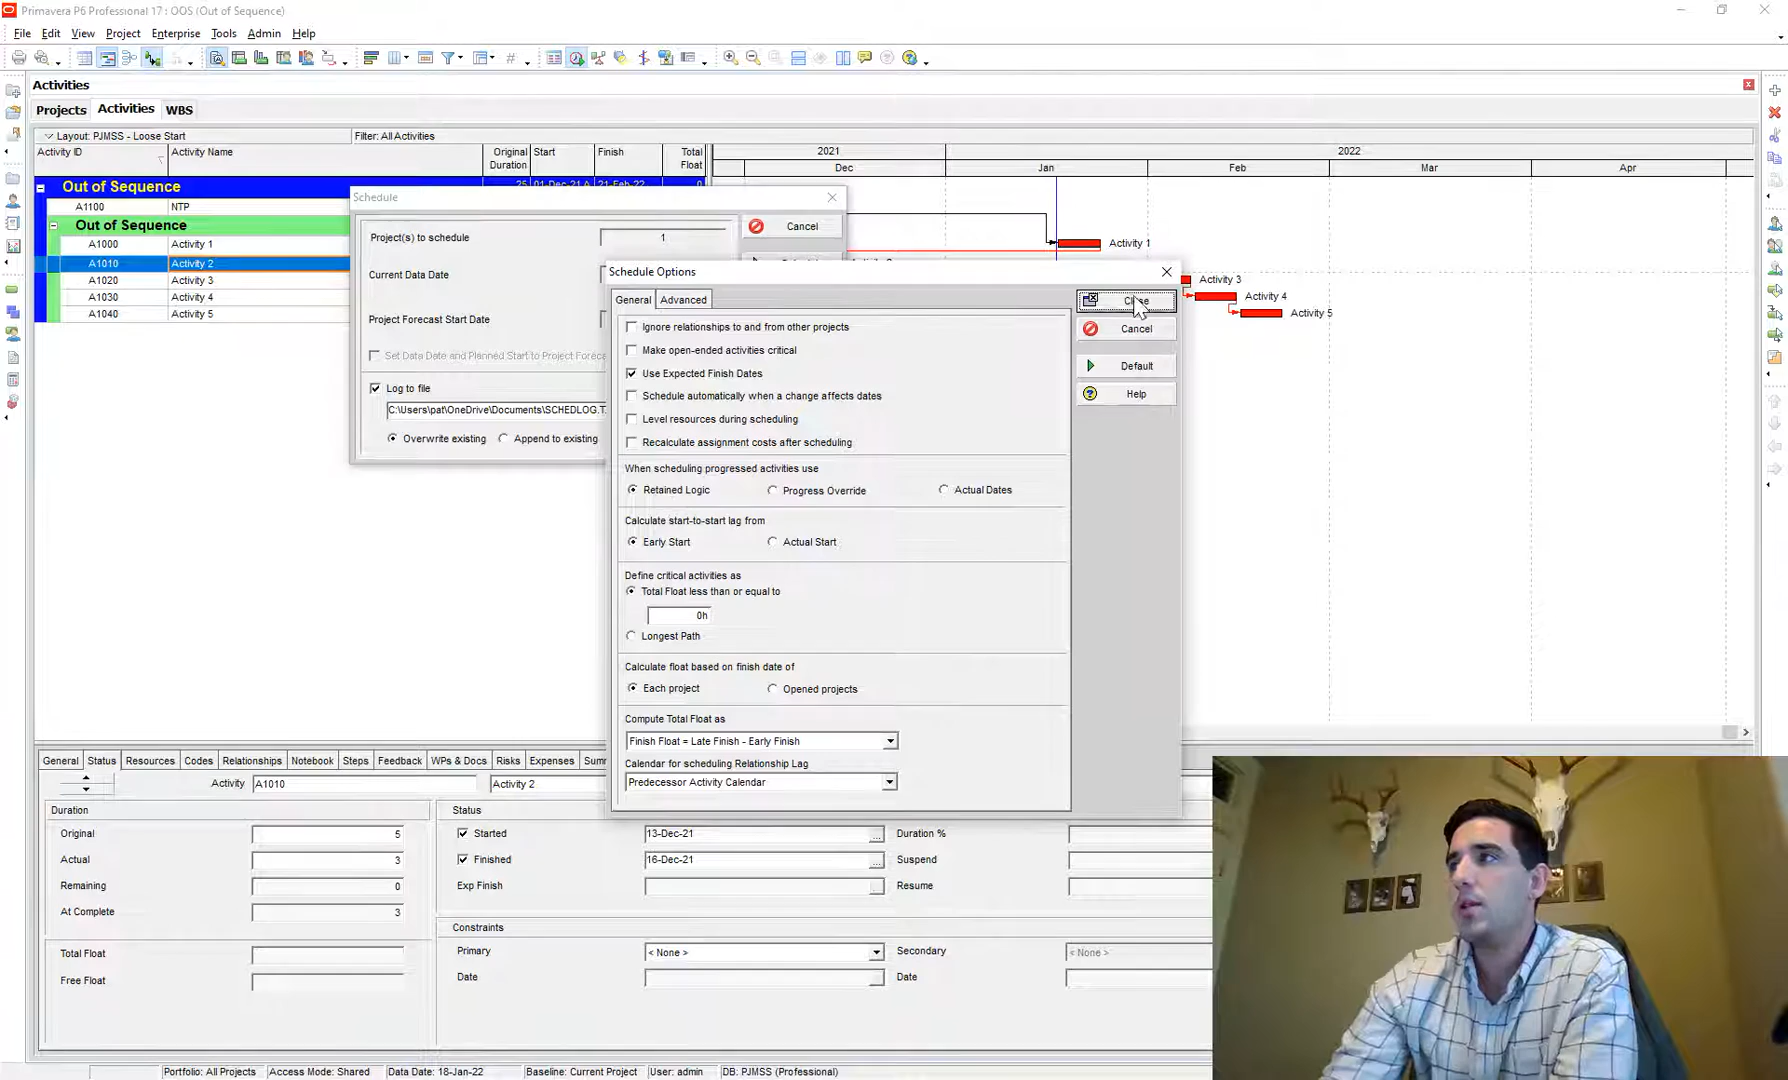 Primavera P6 Professional 17 : OOS (Out of Sequence)
File Edit View Project Enterprise Tools Admin Help
Activities
Projects Activities WBS
Layout: PJMSS - Loose Start Filter: All Activities
Activity ID Activity Name Original Duration Start Finish Total Float
2021 2022
Dec Jan Feb Mar Apr
Out of Sequence 25 01-Dec-21 A 21-Feb-22 0
A1100 NTP
Out of Sequence
A1000 Activity 1
A1010 Activity 2
A1020 Activity 3
A1030 Activity 4
A1040 Activity 5
Activity 1
Activity 3
Activity 4
Activity 5
Schedule
Project(s) to schedule 1
Cancel
Current Data Date
Project Forecast Start Date
Set Data Date and Planned Start to Project Foreca
Log to file
C:\Users\pat\OneDrive\Documents\SCHEDLOG.T
Overwrite existing Append to existing
Schedule Options
General Advanced
Close
Cancel
Default
Help
Ignore relationships to and from other projects
Make open-ended activities critical
Use Expected Finish Dates
Schedule automatically when a change affects dates
Level resources during scheduling
Recalculate assignment costs after scheduling
When scheduling progressed activities use
Retained Logic Progress Override Actual Dates
Calculate start-to-start lag from
Early Start Actual Start
Define critical activities as
Total Float less than or equal to
0h
Longest Path
Calculate float based on finish date of
Each project Opened projects
Compute Total Float as
Finish Float = Late Finish - Early Finish
Calendar for scheduling Relationship Lag
Predecessor Activity Calendar
General Status Resources Codes Relationships Notebook Steps Feedback WPs & Docs Risks Expenses Summ
Activity A1010 Activity 2
Duration
Original 5
Actual 3
Remaining 0
At Complete 3
Total Float
Free Float
Status
Started 13-Dec-21 Duration %
Finished 16-Dec-21 Suspend
Exp Finish Resume
Constraints
Primary < None > Secondary < None >
Date Date
Portfolio: All Projects Access Mode: Shared Data Date: 18-Jan-22 Baseline: Current Project User: admin DB: PJMSS (Professional)